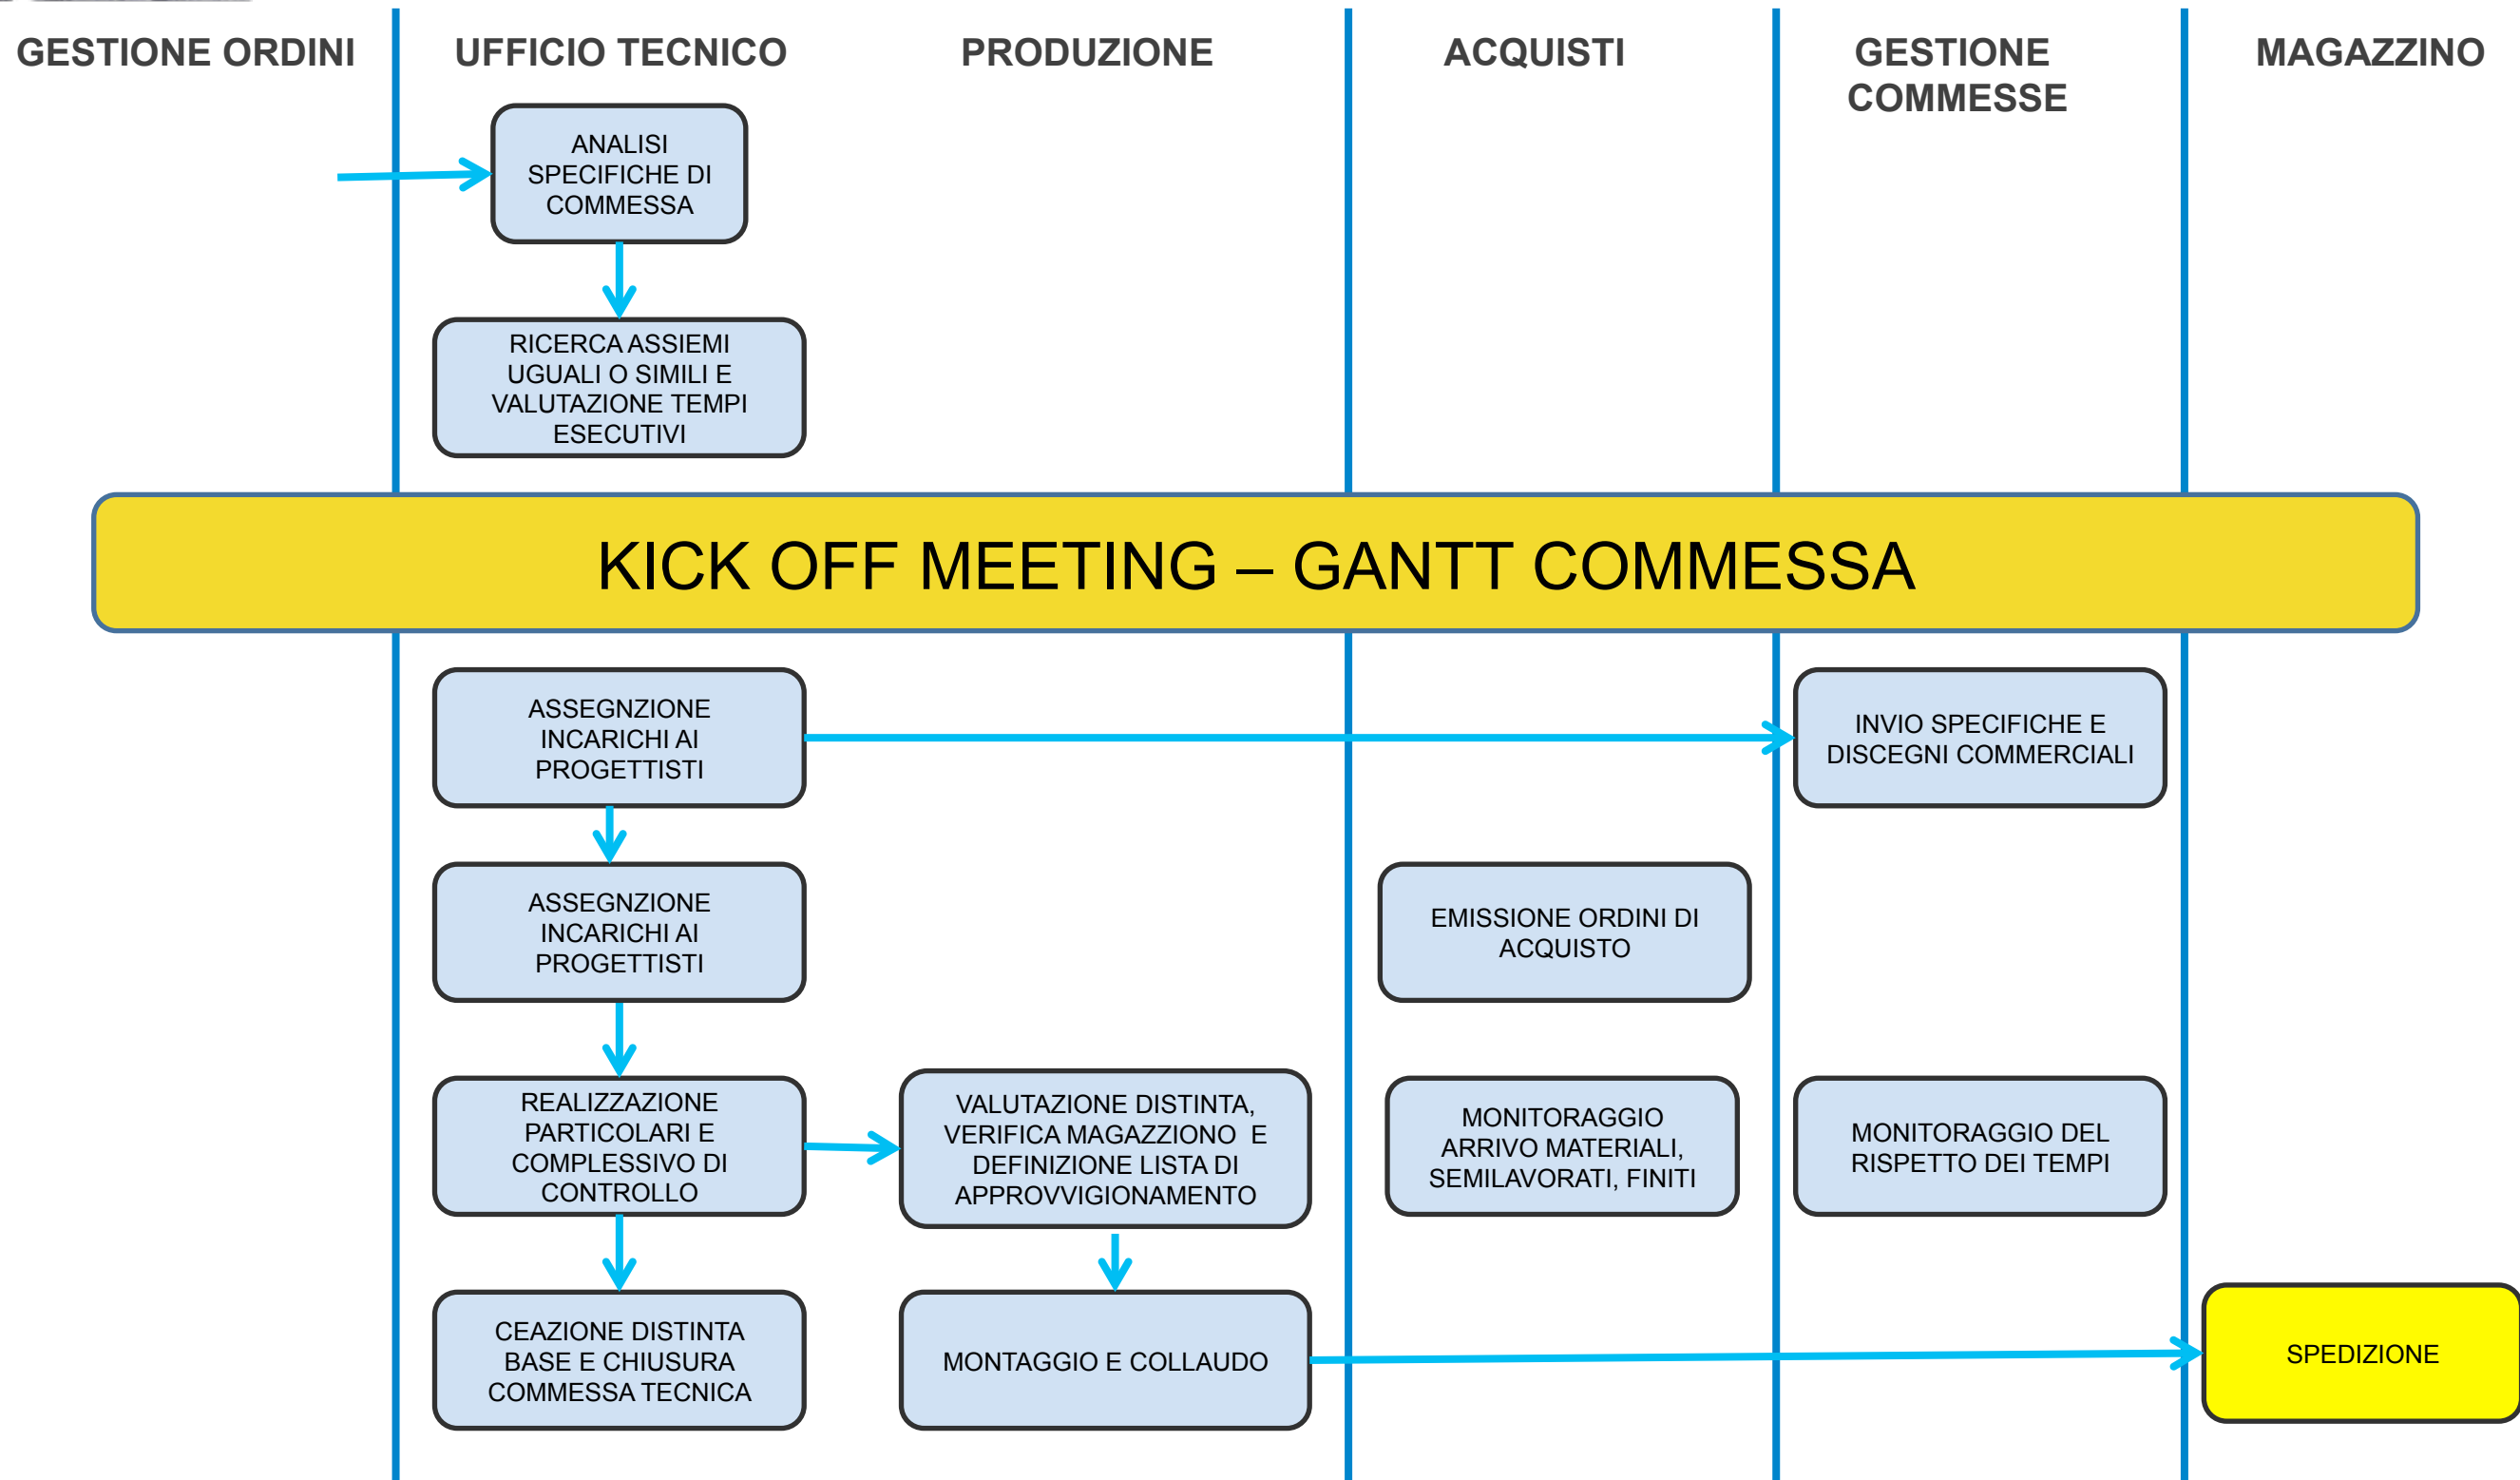 GESTIONE ORDINI
UFFICIO TECNICO
PRODUZIONE
ACQUISTI
GESTIONE
COMMESSE
MAGAZZINO
ANALISI
SPECIFICHE DI
COMMESSA
RICERCA ASSIEMI
UGUALI O SIMILI E
VALUTAZIONE TEMPI
ESECUTIVI
KICK OFF MEETING – GANTT COMMESSA
ASSEGNZIONE
INCARICHI AI
PROGETTISTI
INVIO SPECIFICHE E
DISCEGNI COMMERCIALI
ASSEGNZIONE
INCARICHI AI
PROGETTISTI
EMISSIONE ORDINI DI
ACQUISTO
REALIZZAZIONE
PARTICOLARI E
COMPLESSIVO DI
CONTROLLO
VALUTAZIONE DISTINTA,
VERIFICA MAGAZZIONO E
DEFINIZIONE LISTA DI
APPROVVIGIONAMENTO
MONITORAGGIO
ARRIVO MATERIALI,
SEMILAVORATI, FINITI
MONITORAGGIO DEL
RISPETTO DEI TEMPI
CEAZIONE DISTINTA
BASE E CHIUSURA
COMMESSA TECNICA
MONTAGGIO E COLLAUDO
SPEDIZIONE